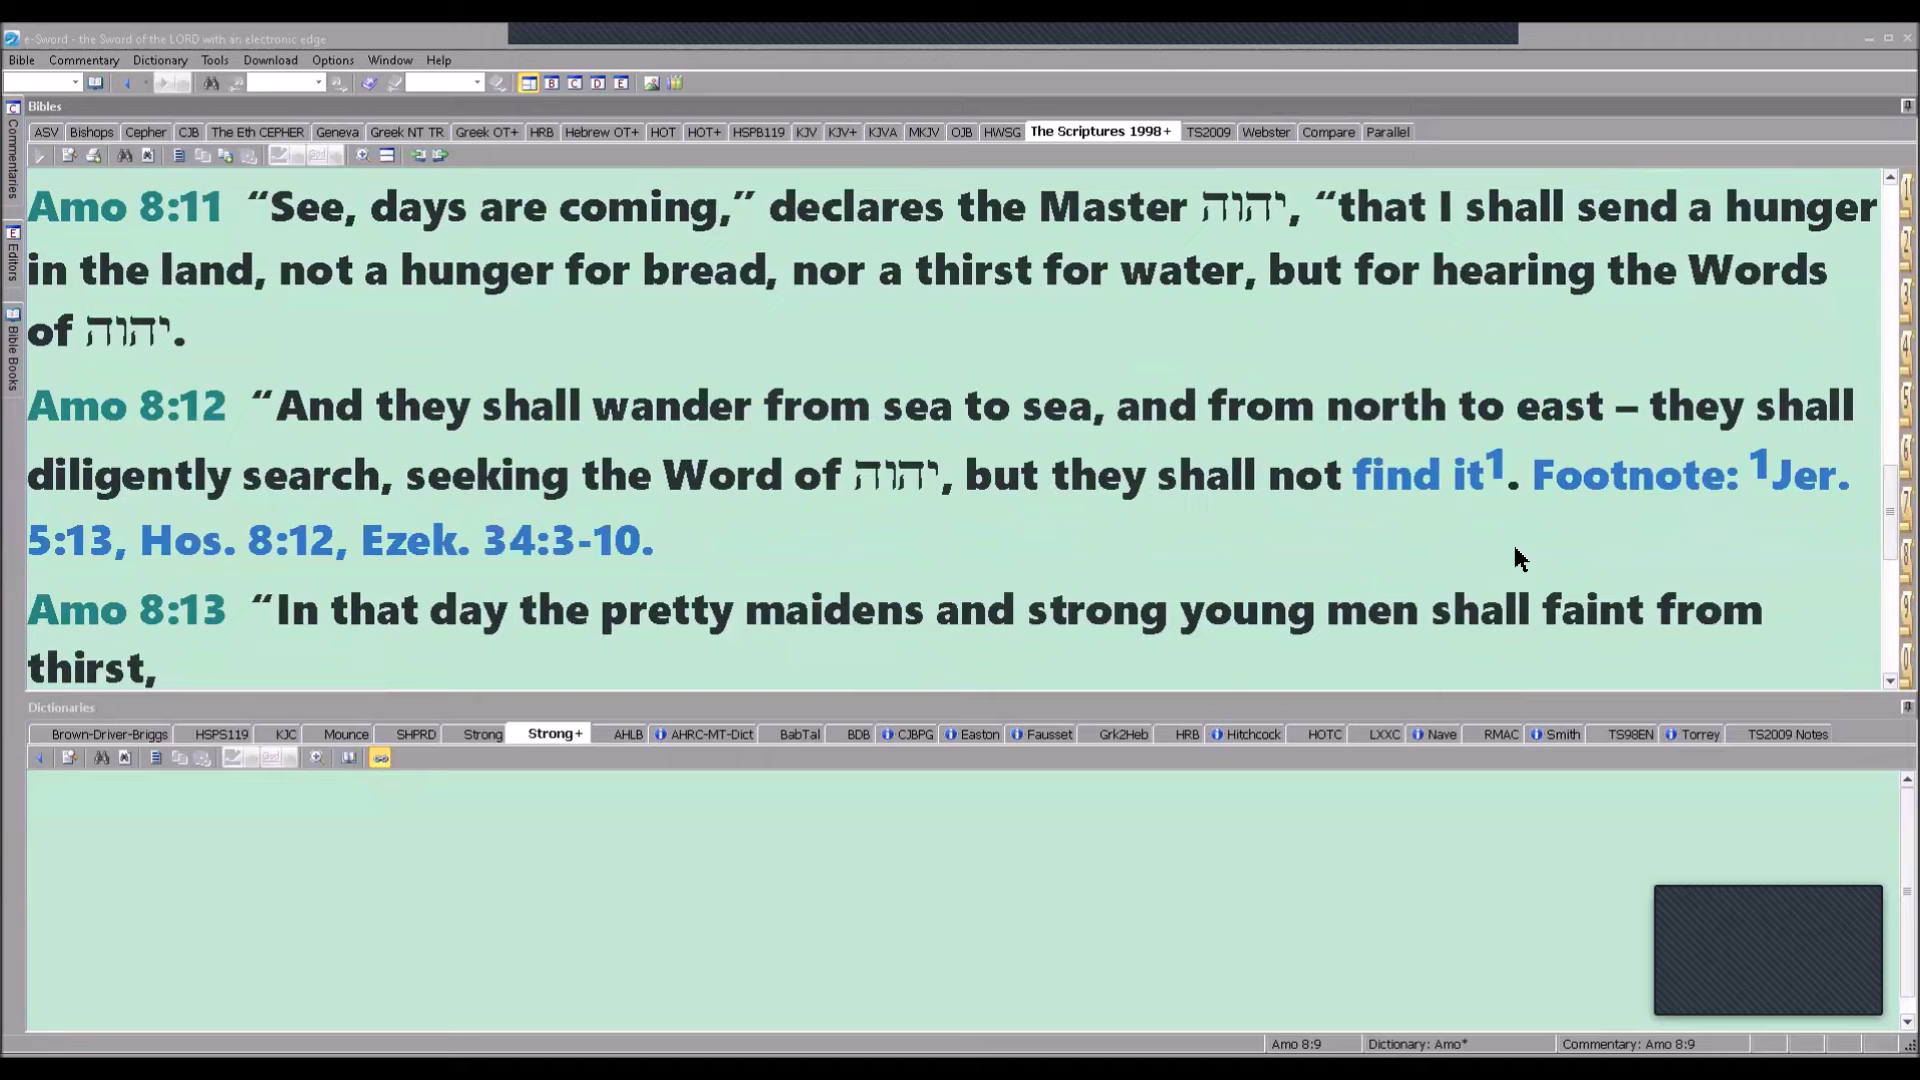 e-Sword - the Sword of the LORD with an electronic edge
Bible Commentary Dictionary Tools Download Options Window Help
B C D E
Bibles
ASV Bishops Cepher CJB The Eth CEPHER Geneva Greek NT TR Greek OT+ HRB Hebrew OT+ HOT HOT+ HSPB119 KJV KJV+ KJVA MKJV OJB HWSG The Scriptures 1998+ TS2009 Webster Compare Parallel
Commentaries
Editors
Bible Books
Amo 8:11 “See, days are coming,” declares the Master יהוה, “that I shall send a hunger
in the land, not a hunger for bread, nor a thirst for water, but for hearing the Words
of יהוה.
Amo 8:12 “And they shall wander from sea to sea, and from north to east – they shall
diligently search, seeking the Word of יהוה, but they shall not find it¹. Footnote: ¹Jer.
5:13, Hos. 8:12, Ezek. 34:3-10.
Amo 8:13 “In that day the pretty maidens and strong young men shall faint from
thirst,
Dictionaries
Brown-Driver-Briggs HSPS119 KJC Mounce SHPRD Strong Strong+ AHLB AHRC-MT-Dict BabTal BDB CJBPG Easton Fausset Grk2Heb HRB Hitchcock HOTC LXXC Nave RMAC Smith TS98EN Torrey TS2009 Notes
Amo 8:9 Dictionary: Amo* Commentary: Amo 8:9